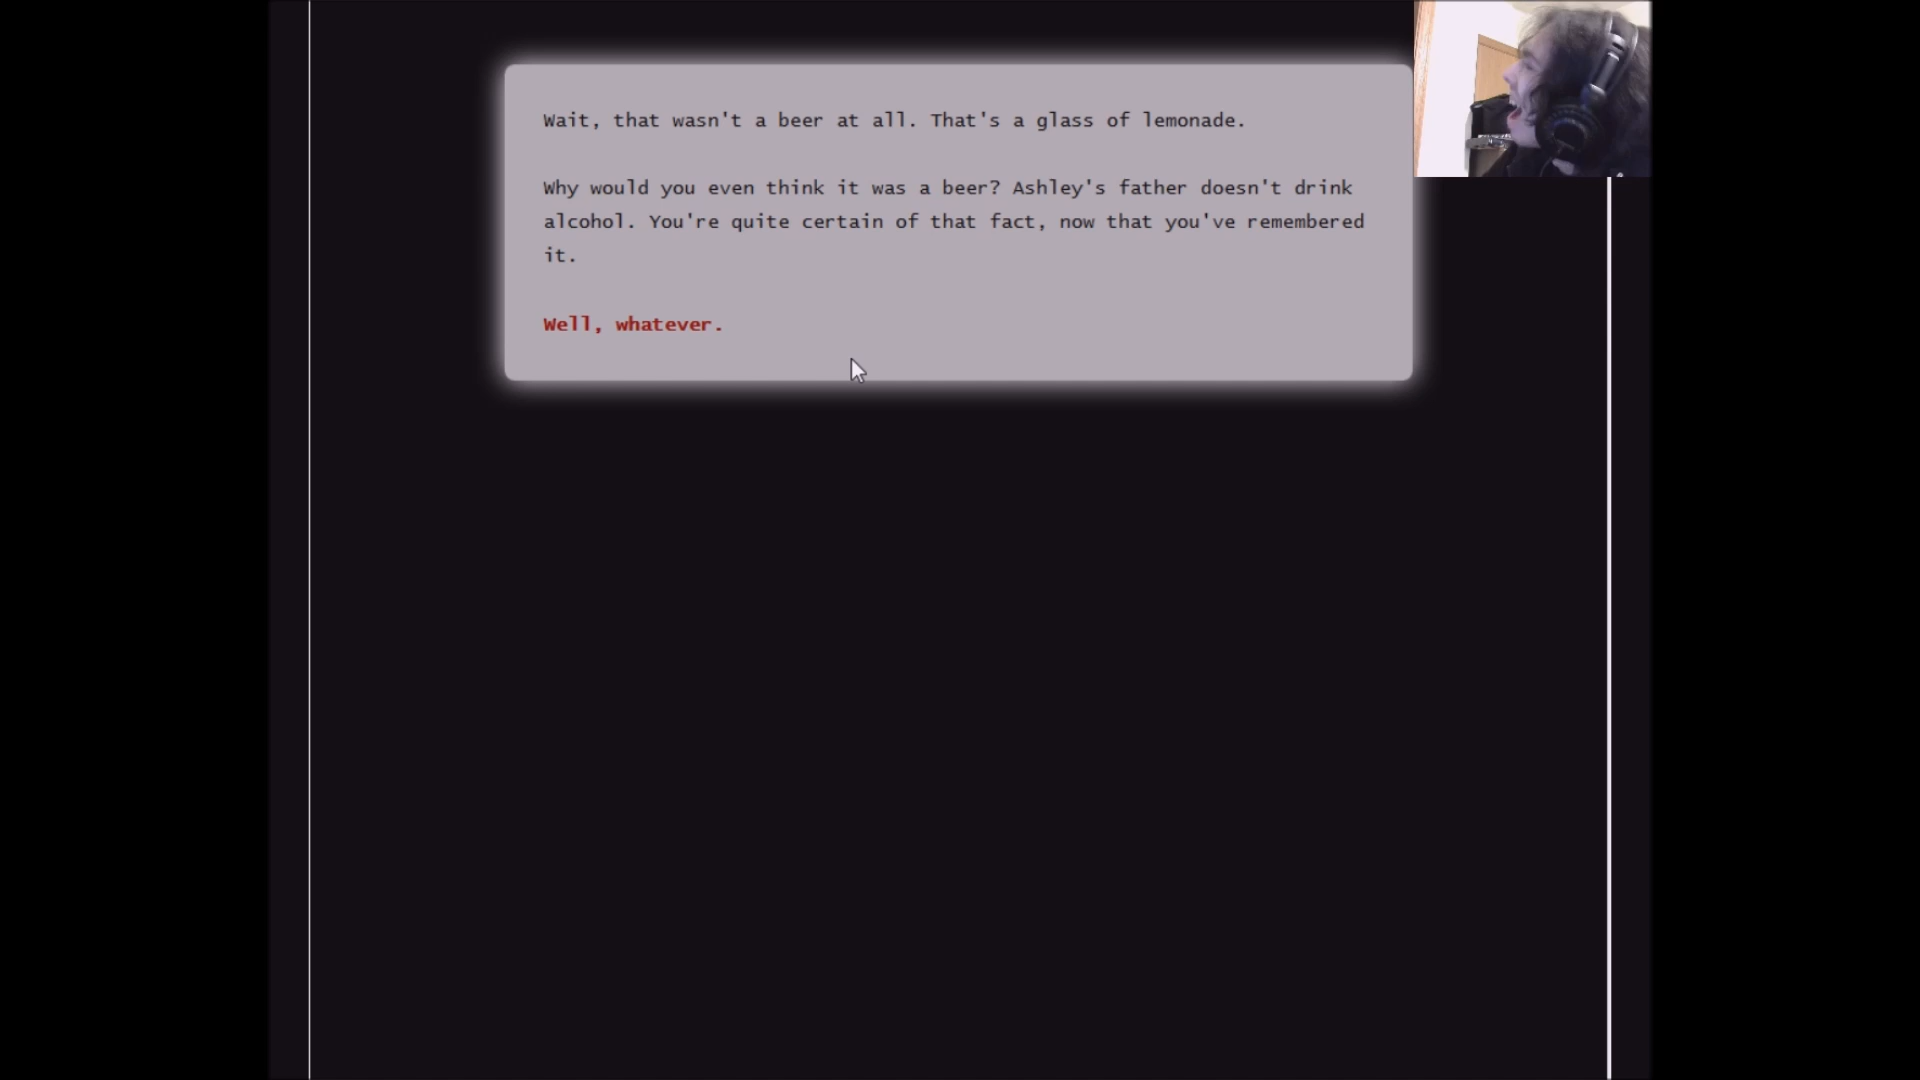 Wait, that wasn't a beer at all. That's a glass of lemonade.
Why would you even think it was a beer? Ashley's father doesn't drink
alcohol. You're quite certain of that fact, now that you've remembered
it.
Well, whatever.